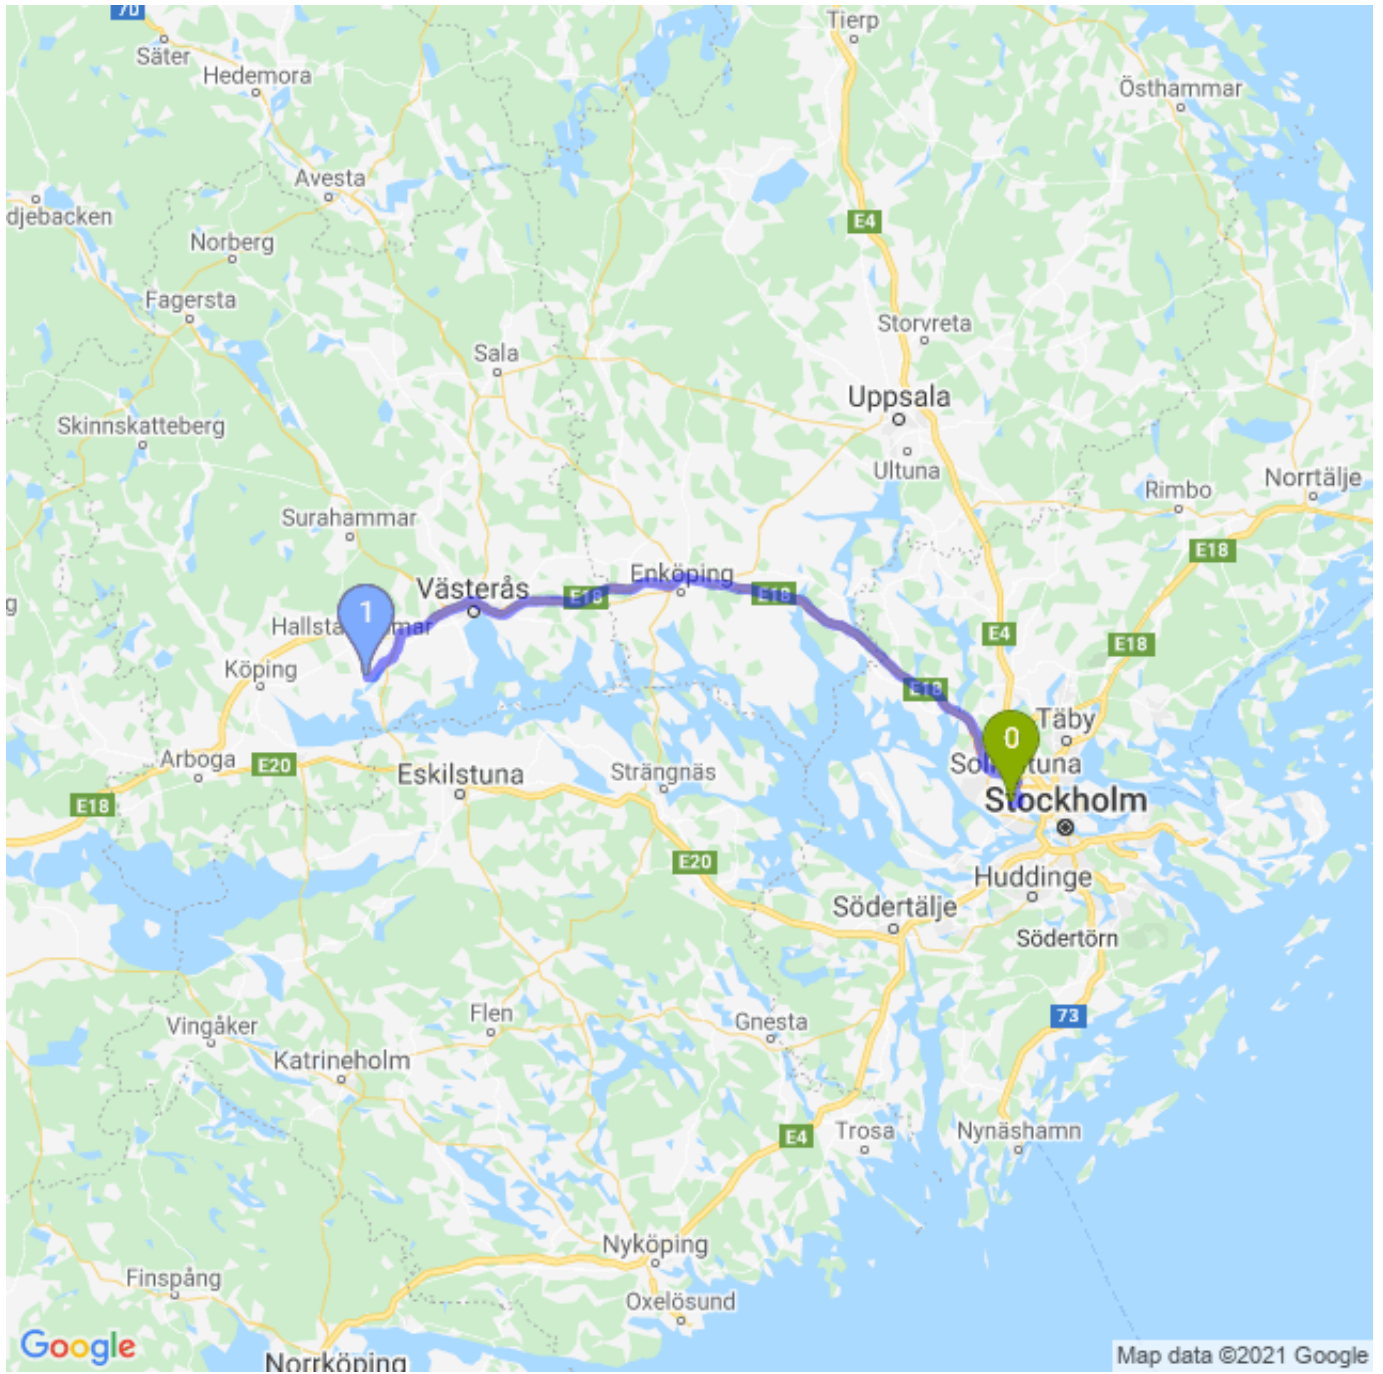 70
Säter
Hedemora
Tierp
Östhammar
Avesta
djebacken
Norberg
E4
Fagersta
Storvreta
Sala
Uppsala
Skinnskatteberg
Ultuna
Rimbo
Norrtälje
Surahammar
E18
Enköping
Västerås
E18
E18
g
1
E4
E18
Köping
E18
0
Täby
Arboga
E20
Eskilstuna
Strängnäs
Stockholm
E18
E20
Huddinge
Södertälje
Södertörn
Flen
Gnesta
73
Vingåker
Katrineholm
E4
Trosa
Nynäshamn
Nyköping
Finspång
Oxelösund
Google
Norrköping
Map data ©2021 Google